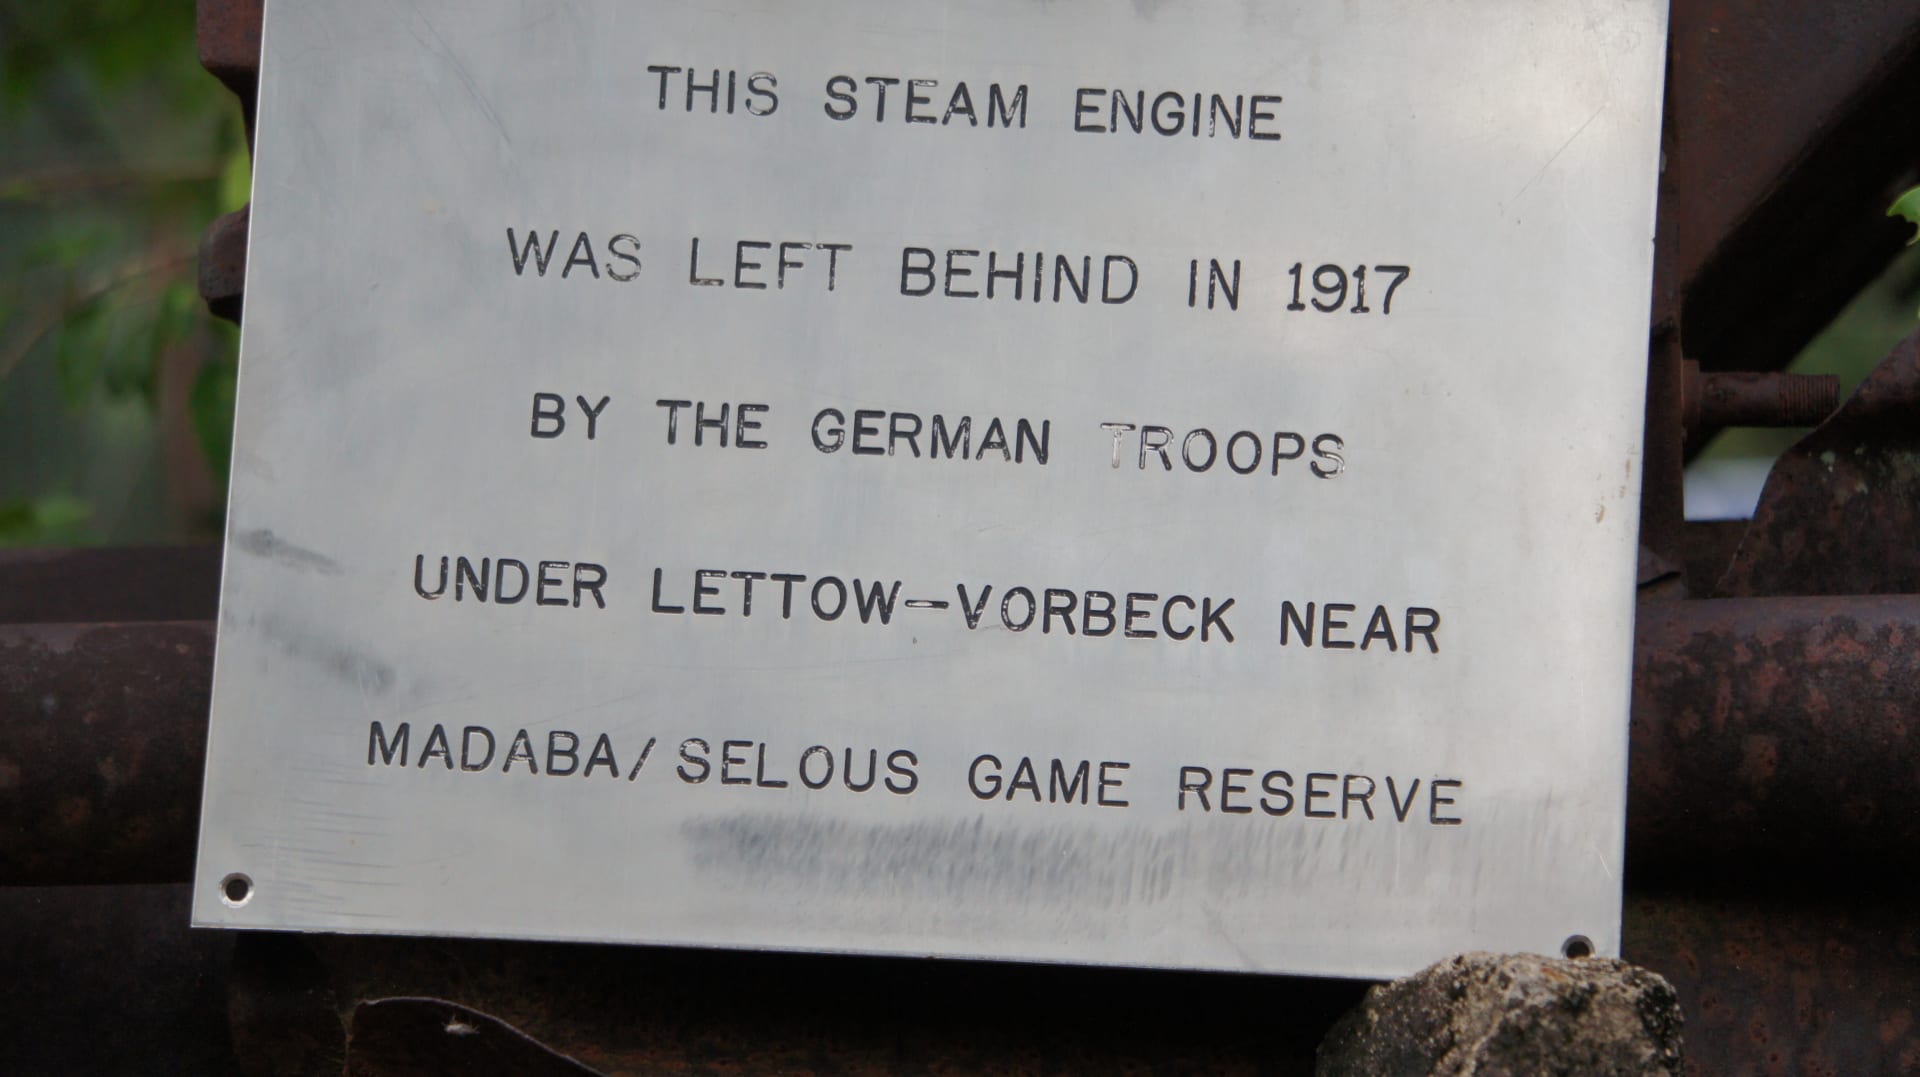 THIS STEAM ENGINE
WAS LEFT BEHIND IN 1917
BY THE GERMAN TROOPS
UNDER LETTOW-VORBECK NEAR
MADABA/SELOUS GAME RESERVE